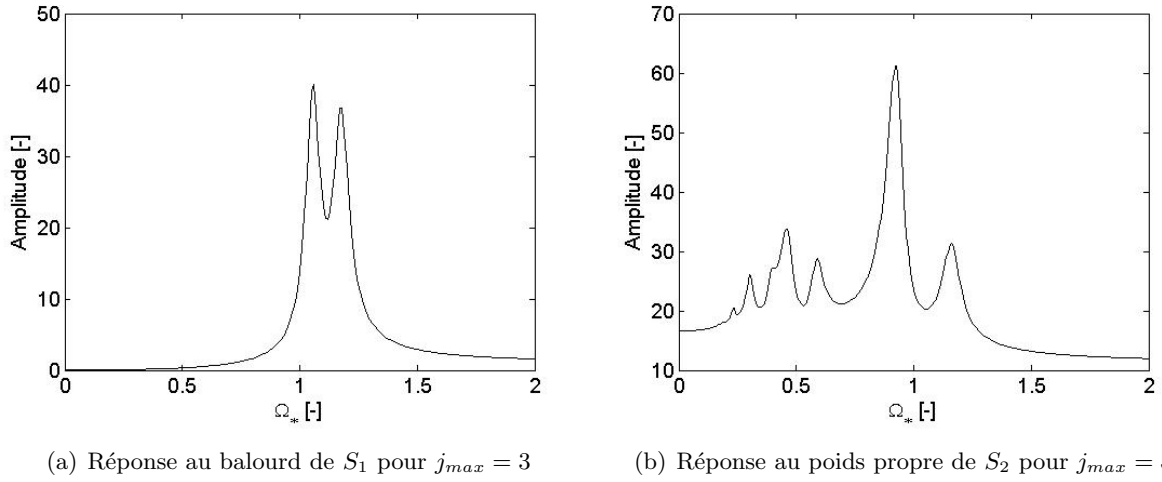 50
40
30
20
10
0
Amplitude [-]
0 0.5 1 1.5 2
Ω* [-]
(a) Réponse au balourd de S1 pour jmax = 3
70
60
50
40
30
20
10
Amplitude [-]
0 0.5 1 1.5 2
Ω* [-]
(b) Réponse au poids propre de S2 pour jmax =